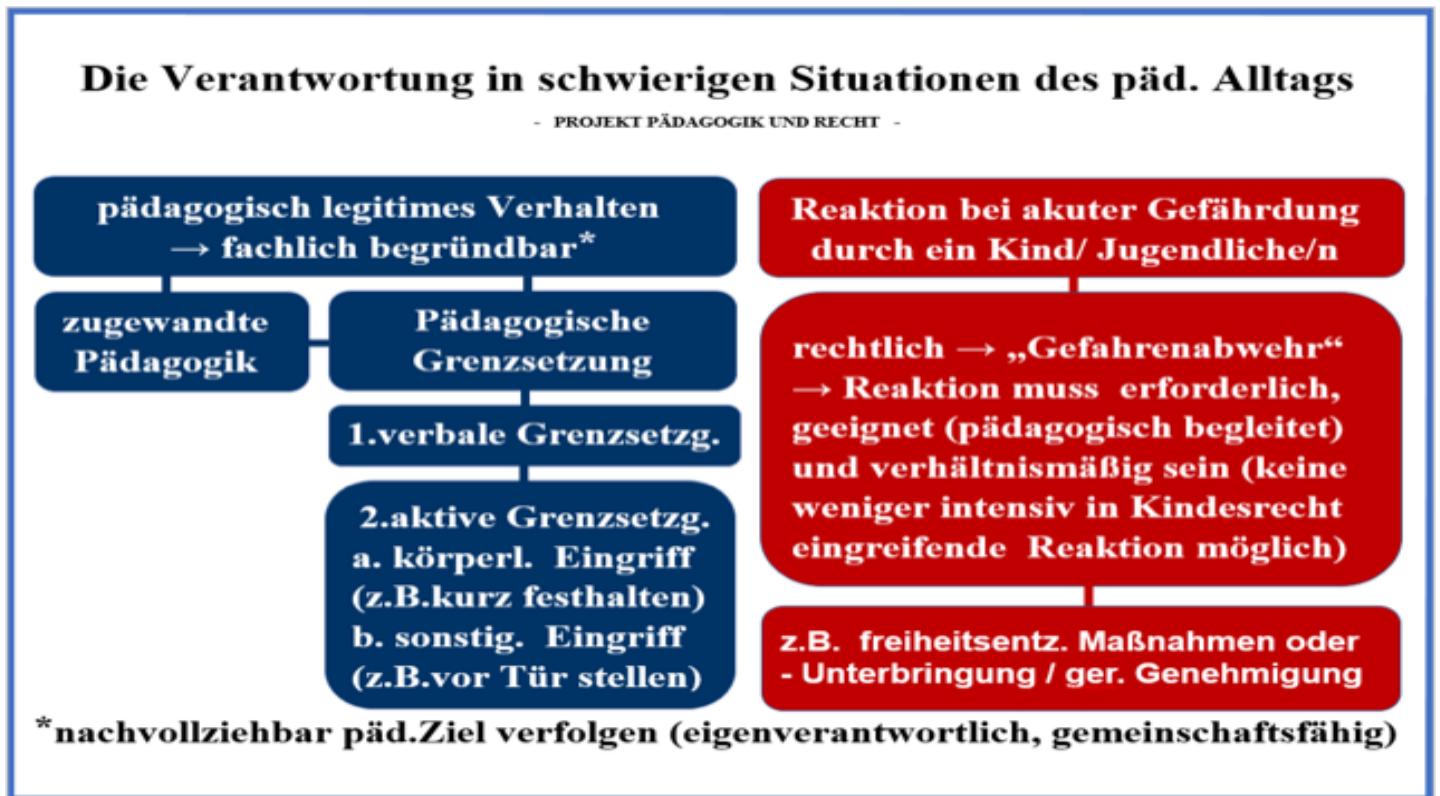 Die Verantwortung in schwierigen Situationen des päd. Alltags
- PROJEKT PÄDAGOGIK UND RECHT -
pädagogisch legitimes Verhalten
→ fachlich begründbar*
zugewandte
Pädagogik
Pädagogische
Grenzsetzung
1.verbale Grenzsetzg.
2.aktive Grenzsetzg.
a. körperl. Eingriff
(z.B.kurz festhalten)
b. sonstig. Eingriff
(z.B.vor Tür stellen)
Reaktion bei akuter Gefährdung
durch ein Kind/ Jugendliche/n
rechtlich → „Gefahrenabwehr“
→ Reaktion muss erforderlich,
geeignet (pädagogisch begleitet)
und verhältnismäßig sein (keine
weniger intensiv in Kindesrecht
eingreifende Reaktion möglich)
z.B. freiheitsentz. Maßnahmen oder
- Unterbringung / ger. Genehmigung
*nachvollziehbar päd.Ziel verfolgen (eigenverantwortlich, gemeinschaftsfähig)